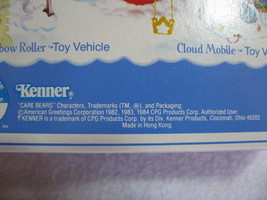 bow Roller™ Toy Vehicle
Cloud Mobile™ Toy V
Kenner®
"CARE BEARS" Characters, Trademarks (TM, ®), and Packaging
©American Greetings Corporation 1982, 1983, 1984 CPG Products Corp. Authorized User.
KENNER is a trademark of CPG Products Corp. by its Div. Kenner Products, Cincinnati, Ohio 45202
Made in Hong Kong.